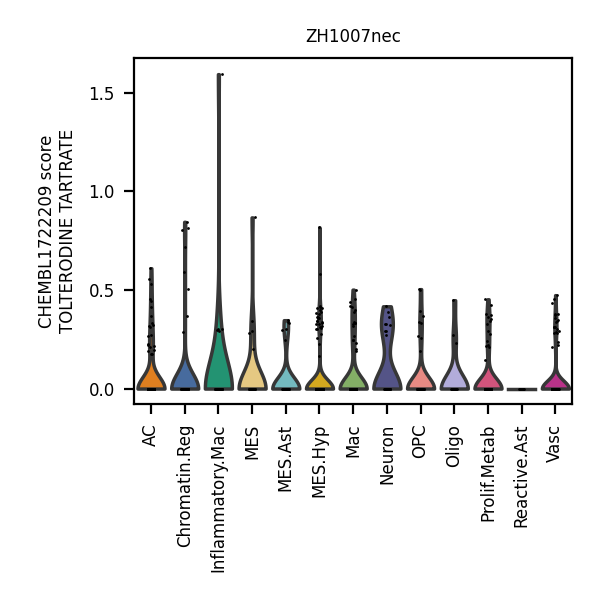 ZH1007nec
CHEMBL1722209 score
TOLTERODINE TARTRATE
1.5
1.0
0.5
0.0
AC
Chromatin.Reg
Inflammatory.Mac
MES
MES.Ast
MES.Hyp
Mac
Neuron
OPC
Oligo
Prolif.Metab
Reactive.Ast
Vasc